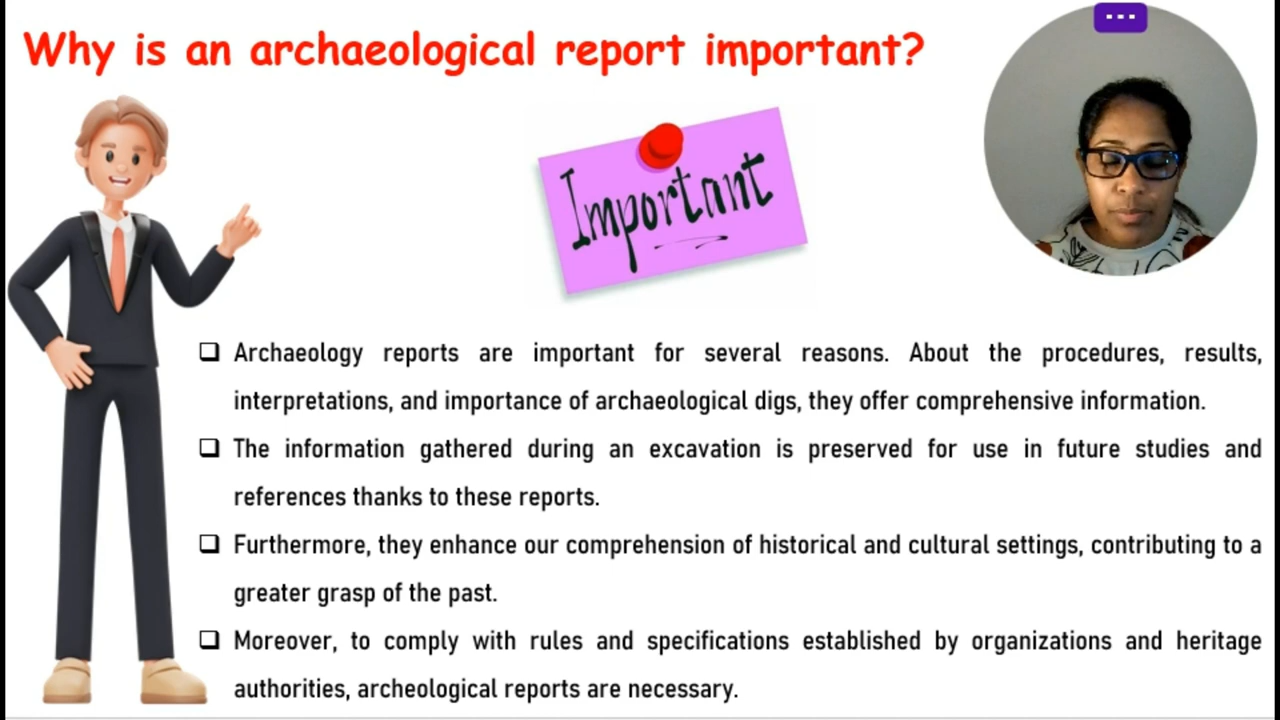 Why is an archaeological report important?
Important
❑ Archaeology reports are important for several reasons. About the procedures, results,
interpretations, and importance of archaeological digs, they offer comprehensive information.
❑ The information gathered during an excavation is preserved for use in future studies and
references thanks to these reports.
❑ Furthermore, they enhance our comprehension of historical and cultural settings, contributing to a
greater grasp of the past.
❑ Moreover, to comply with rules and specifications established by organizations and heritage
authorities, archeological reports are necessary.